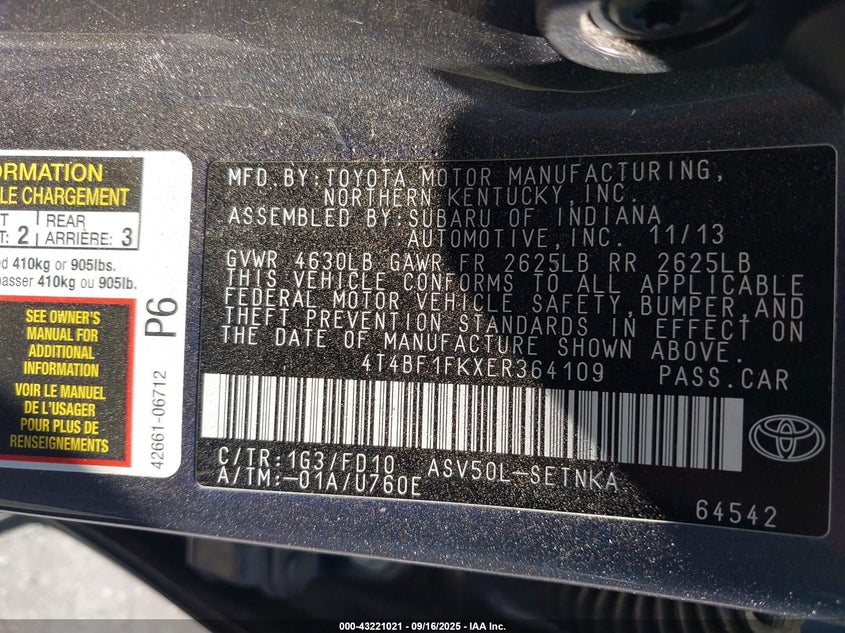 FORMATION
LE CHARGEMENT
REAR
2 ARRIÈRE: 3
410kg or 905lbs.
passer 410kg ou 905lb.
SEE OWNER'S
MANUAL FOR
ADDITIONAL
INFORMATION
VOIR LE MANUEL
DE L'USAGER
POUR PLUS DE
RENSEIGNEMENTS
P6
42661-06712
MFD.BY:TOYOTA MOTOR MANUFACTURING,
NORTHERN KENTUCKY,INC.
ASSEMBLED BY:SUBARU OF INDIANA
AUTOMOTIVE,INC. 11/13
GVWR 4630LB GAWR FR 2625LB RR 2625LB
THIS VEHICLE CONFORMS TO ALL APPLICABLE
FEDERAL MOTOR VEHICLE SAFETY,BUMPER,AND
THEFT PREVENTION STANDARDS IN EFFECT ON
THE DATE OF MANUFACTURE SHOWN ABOVE.
4T4BF1FKXER364109 PASS.CAR
C/TR:1G3/FD10 ASV50L-SETNKA
A/TM:-01A/U760E
64542
000-43221021 - 09/16/2025 - IAA Inc.